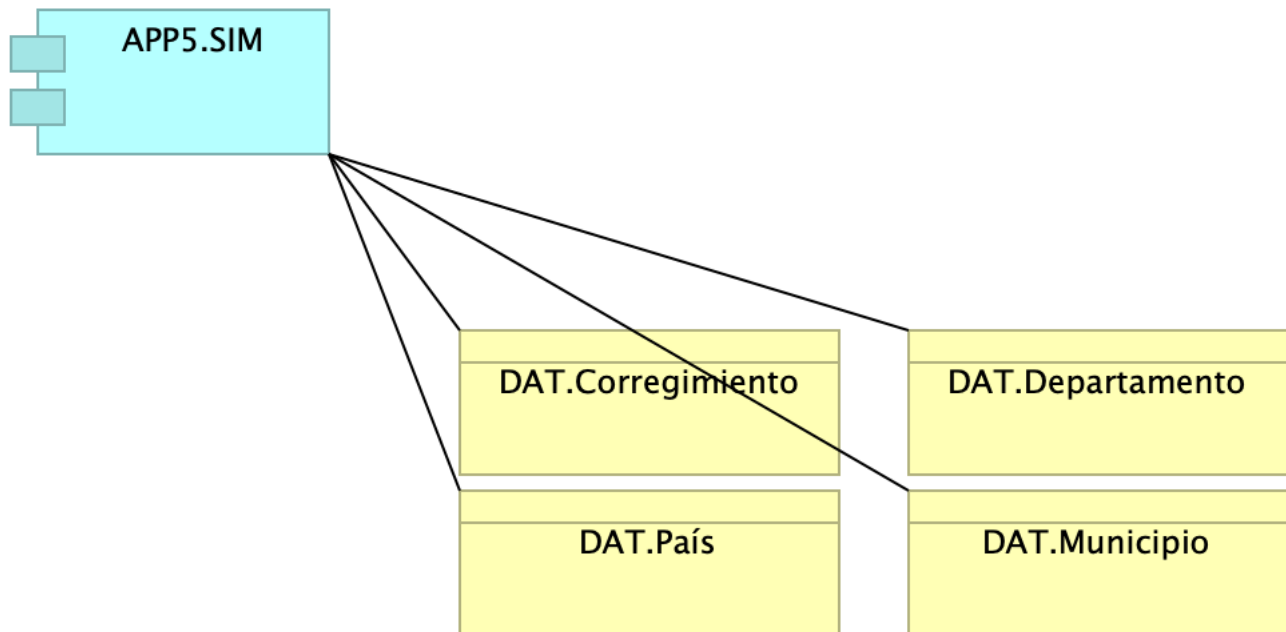 APP5.SIM
DAT.Corregimiento
DAT.Departamento
DAT.País
DAT.Municipio